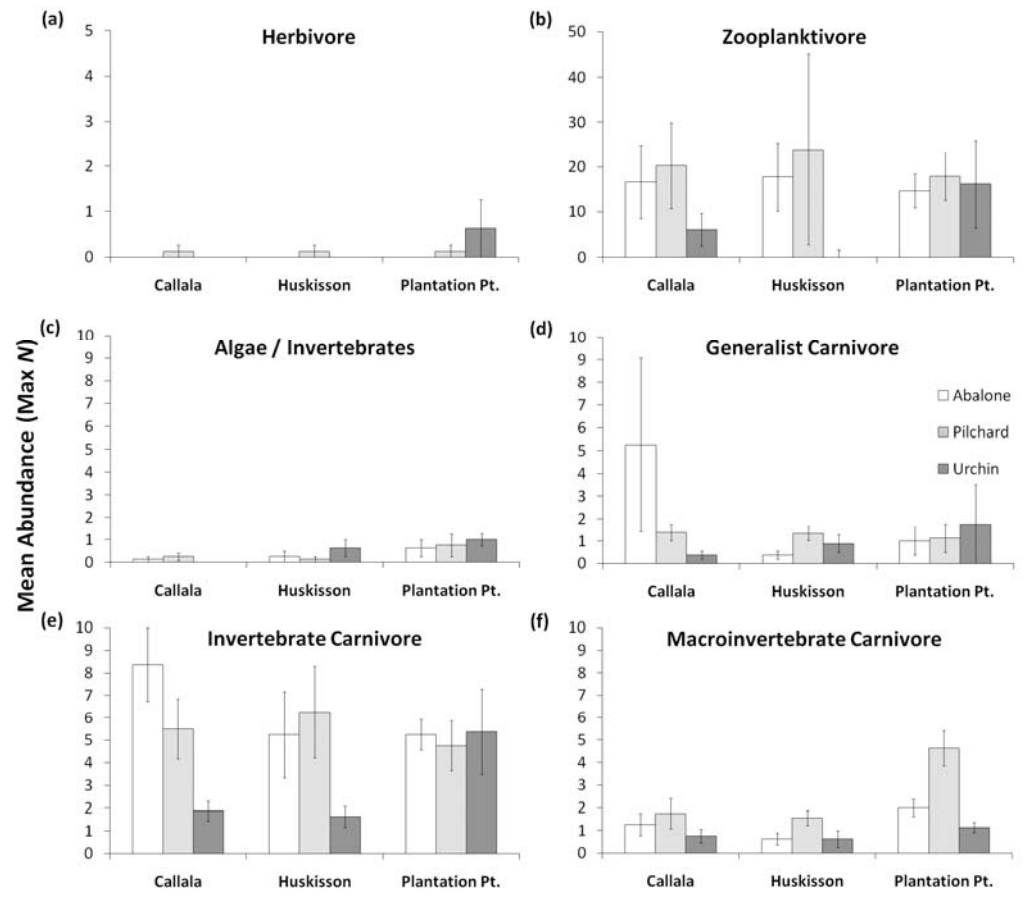 (a)
Herbivore
5
4
3
2
1
0
Callala Huskisson Plantation Pt.
(b)
Zooplanktivore
50
40
30
20
10
0
Callala Huskisson Plantation Pt.
Mean Abundance (Max N)
(c)
Algae / Invertebrates
10
9
8
7
6
5
4
3
2
1
0
Callala Huskisson Plantation Pt.
(d)
Generalist Carnivore
10
9
8
7
6
5
4
3
2
1
0
Abalone
Pilchard
Urchin
Callala Huskisson Plantation Pt.
(e)
Invertebrate Carnivore
10
9
8
7
6
5
4
3
2
1
0
Callala Huskisson Plantation Pt.
(f)
Macroinvertebrate Carnivore
10
9
8
7
6
5
4
3
2
1
0
Callala Huskisson Plantation Pt.